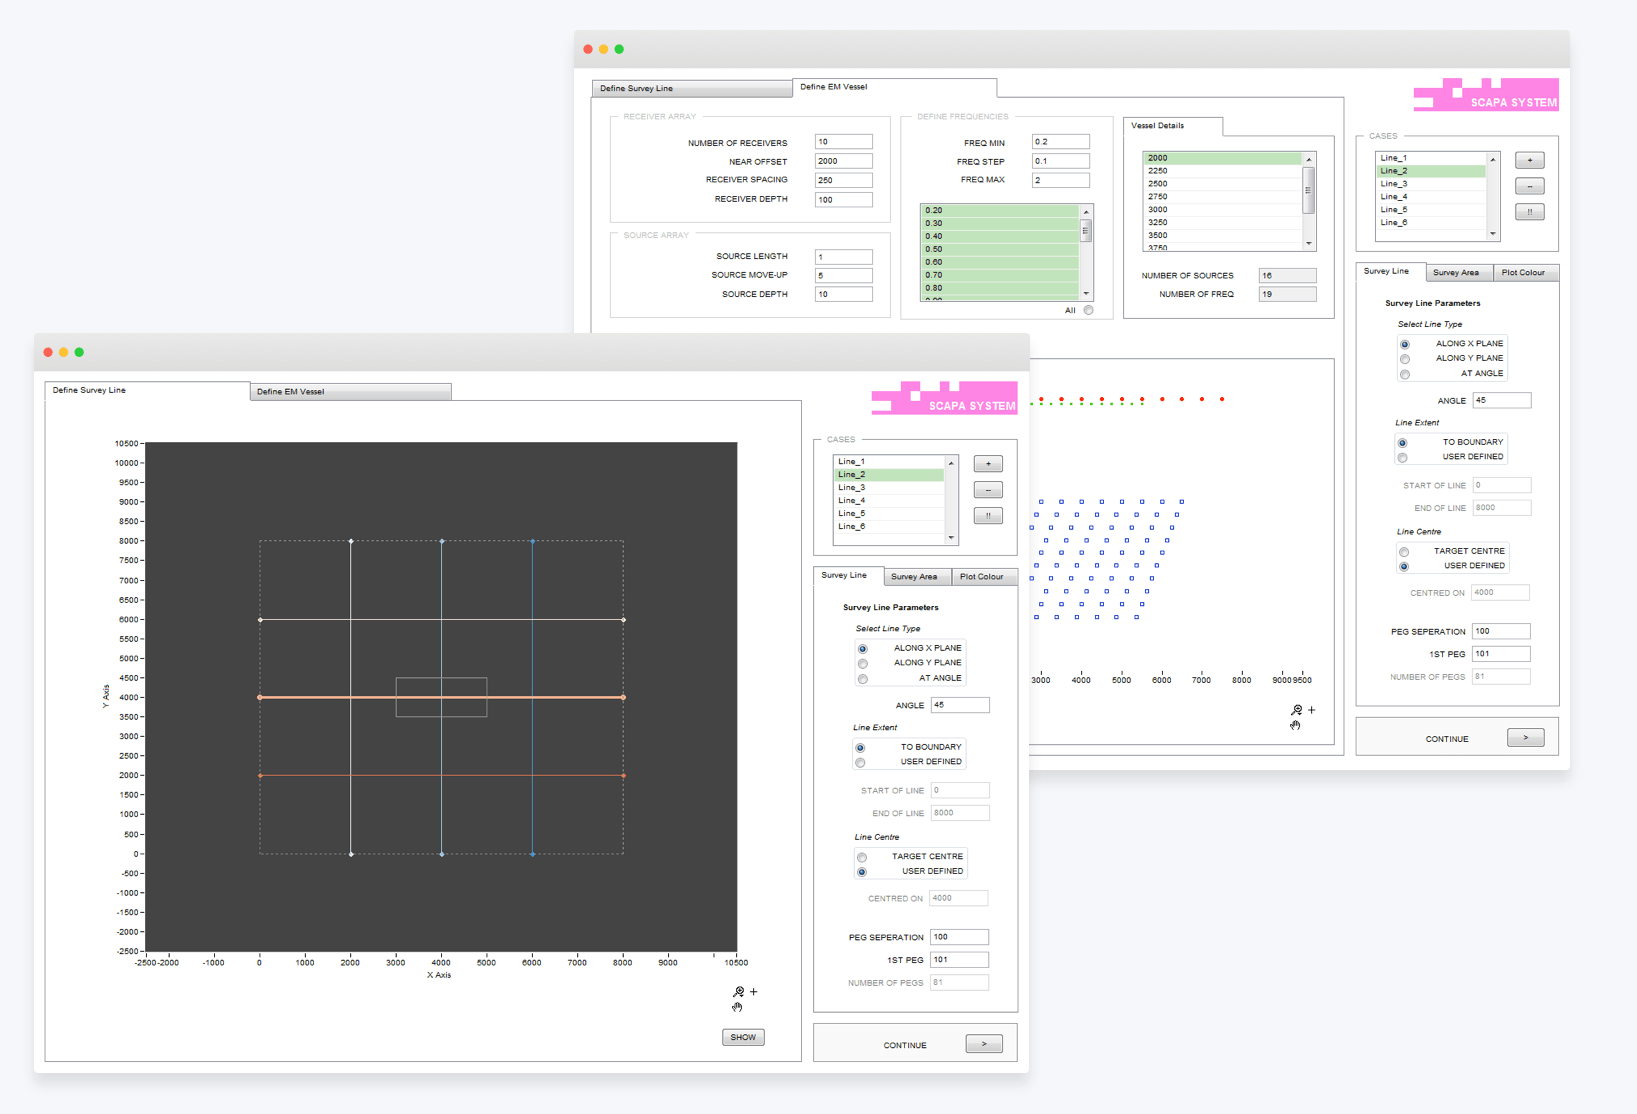 Define Survey Line
Define EM Vessel
SCAPA SYSTEM
RECEIVER ARRAY
NUMBER OF RECEIVERS 10
NEAR OFFSET 2000
RECEIVER SPACING 250
RECEIVER DEPTH 100
SOURCE ARRAY
SOURCE LENGTH 1
SOURCE MOVE-UP 5
SOURCE DEPTH 10
DEFINE FREQUENCIES
FREQ MIN 0.2
FREQ STEP 0.1
FREQ MAX 2
0.20
0.30
0.40
0.50
0.60
0.70
0.80
0.90
All
Vessel Details
2000
2250
2500
2750
3000
3250
3500
3750
NUMBER OF SOURCES 16
NUMBER OF FREQ 19
CASES
Line_1
Line_2
Line_3
Line_4
Line_5
Line_6
+
--
!!
Survey Line
Survey Area
Plot Colour
Survey Line Parameters
Select Line Type
ALONG X PLANE
ALONG Y PLANE
AT ANGLE
ANGLE 45
Line Extent
TO BOUNDARY
USER DEFINED
START OF LINE 0
END OF LINE 8000
Line Centre
TARGET CENTRE
USER DEFINED
CENTRED ON 4000
PEG SEPERATION 100
1ST PEG 101
NUMBER OF PEGS 81
CONTINUE >
3000 4000 5000 6000 7000 8000 9000 9500
Define Survey Line
Define EM Vessel
SCAPA SYSTEM
10500
10000
9500
9000
8500
8000
7500
7000
6500
6000
5500
5000
4500
4000
3500
3000
2500
2000
1500
1000
500
0
-500
-1000
-1500
-2000
-2500
Y Axis
-2500 -2000 -1000 0 1000 2000 3000 4000 5000 6000 7000 8000 9000 10500
X Axis
SHOW
CASES
Line_1
Line_2
Line_3
Line_4
Line_5
Line_6
+
--
!!
Survey Line
Survey Area
Plot Colour
Survey Line Parameters
Select Line Type
ALONG X PLANE
ALONG Y PLANE
AT ANGLE
ANGLE 45
Line Extent
TO BOUNDARY
USER DEFINED
START OF LINE 0
END OF LINE 8000
Line Centre
TARGET CENTRE
USER DEFINED
CENTRED ON 4000
PEG SEPERATION 100
1ST PEG 101
NUMBER OF PEGS 81
CONTINUE >